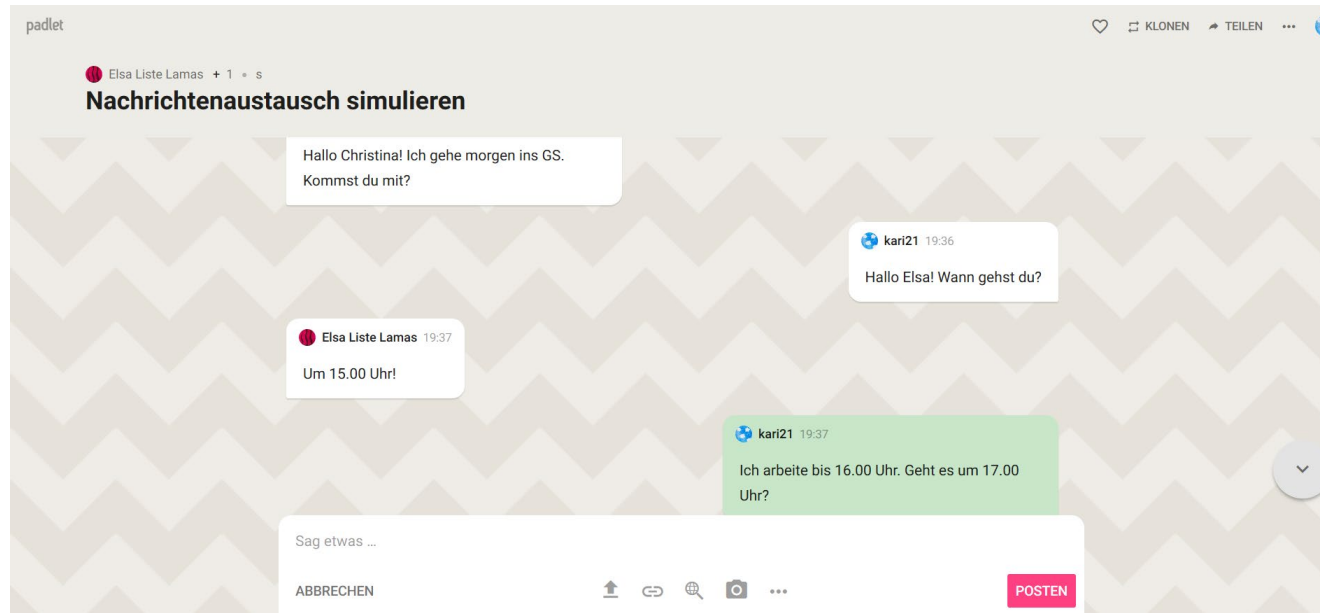 padlet
KLONEN
TEILEN
Elsa Liste Lamas + 1 • s
Nachrichtenaustausch simulieren
Hallo Christina! Ich gehe morgen ins GS.
Kommst du mit?
kari21 19:36
Hallo Elsa! Wann gehst du?
Elsa Liste Lamas 19:37
Um 15.00 Uhr!
kari21 19:37
Ich arbeite bis 16.00 Uhr. Geht es um 17.00
Uhr?
Sag etwas ...
ABBRECHEN
POSTEN